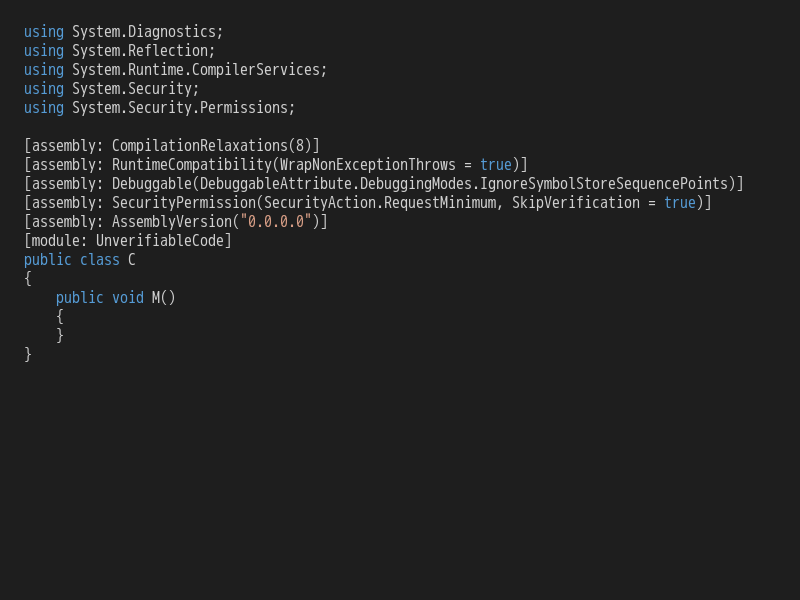 using System.Diagnostics;
using System.Reflection;
using System.Runtime.CompilerServices;
using System.Security;
using System.Security.Permissions;

[assembly: CompilationRelaxations(8)]
[assembly: RuntimeCompatibility(WrapNonExceptionThrows = true)]
[assembly: Debuggable(DebuggableAttribute.DebuggingModes.IgnoreSymbolStoreSequencePoints)]
[assembly: SecurityPermission(SecurityAction.RequestMinimum, SkipVerification = true)]
[assembly: AssemblyVersion("0.0.0.0")]
[module: UnverifiableCode]
public class C
{
    public void M()
    {
    }
}